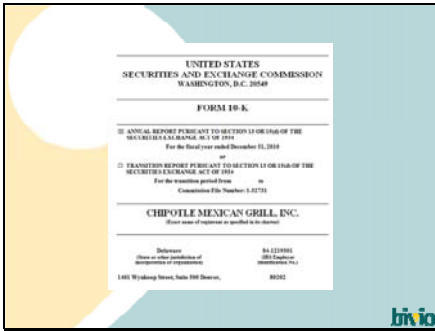 UNITED STATES
SECURITIES AND EXCHANGE COMMISSION
WASHINGTON, D.C. 20549
FORM 10-K
☒ ANNUAL REPORT PURSUANT TO SECTION 13 OR 15(d) OF THE
SECURITIES EXCHANGE ACT OF 1934
For the fiscal year ended December 31, 2010
or
☐ TRANSITION REPORT PURSUANT TO SECTION 13 OR 15(d) OF THE
SECURITIES EXCHANGE ACT OF 1934
For the transition period from to
Commission File Number: 1-32731
CHIPOTLE MEXICAN GRILL, INC.
(Exact name of registrant as specified in its charter)
Delaware 84-1219301
(State or other jurisdiction of (IRS Employer
incorporation or organization) Identification No.)
1401 Wynkoop Street, Suite 500 Denver, 80202
bivio